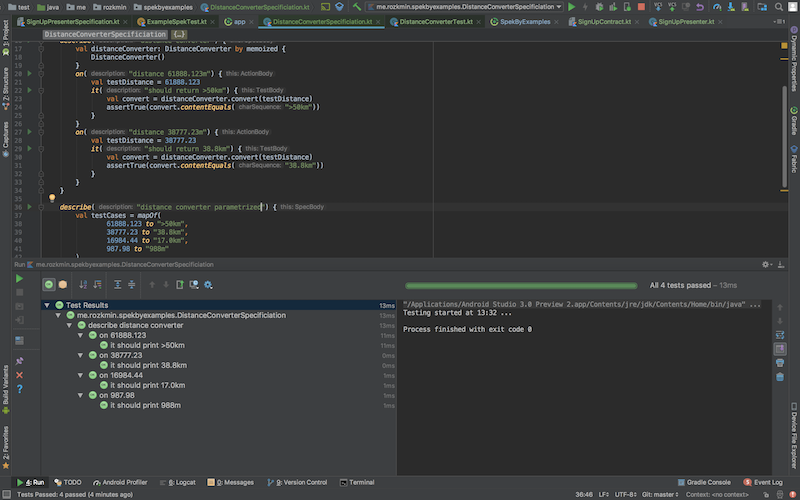 test java me rozkmin spekbyexamples DistanceConverterSpecificiation.kt me.rozkmin.spekbyexamples.DistanceConverterSpecificiation
SignUpPresenterSpecification.kt ExampleSpekTest.kt app DistanceConverterSpecificiation.kt DistanceConverterTest.kt SpekByExamples SignUpContract.kt SignUpPresenter.kt
DistanceConverterSpecificiation {...}
17 val distanceConverter: DistanceConverter by memoized {
18 DistanceConverter()
19 }
20 on( description: "distance 61888.123m") { this: ActionBody
21 val testDistance = 61888.123
22 it( description: "should return >50km") { this: TestBody
23 val convert = distanceConverter.convert(testDistance)
24 assertTrue(convert.contentEquals( charSequence: ">50km"))
25 }
26 }
27 on( description: "distance 38777.23m") { this: ActionBody
28 val testDistance = 38777.23
29 it( description: "should return 38.8km") { this: TestBody
30 val convert = distanceConverter.convert(testDistance)
31 assertTrue(convert.contentEquals( charSequence: "38.8km"))
32 }
33 }
34 }
35
36 describe( description: "distance converter parametrized") { this: SpecBody
37 val testCases = mapOf(
38 61888.123 to ">50km",
39 38777.23 to "38.8km",
40 16984.44 to "17.0km",
41 987.98 to "988m"
Run me.rozkmin.spekbyexamples.DistanceConverterSpecificiation
All 4 tests passed – 13ms
Test Results 13ms
me.rozkmin.spekbyexamples.DistanceConverterSpecificiation 13ms
describe distance converter 13ms
on 61888.123 11ms
it should print >50km 11ms
on 38777.23 0ms
it should print 38.8km 0ms
on 16984.44 1ms
it should print 17.0km 1ms
on 987.98 1ms
it should print 988m 1ms
"/Applications/Android Studio 3.0 Preview 2.app/Contents/jre/jdk/Contents/Home/bin/java" ...
Testing started at 13:32 ...
Process finished with exit code 0
1: Project
7: Structure
Captures
Build Variants
2: Favorites
Dynamic Properties
Gradle
Fabric
Device File Explorer
4: Run TODO Android Profiler 6: Logcat 0: Messages 9: Version Control Terminal Gradle Console Event Log
Tests Passed: 4 passed (4 minutes ago) 36:46 LF÷ UTF-8÷ Git: master÷ Context: <no context>